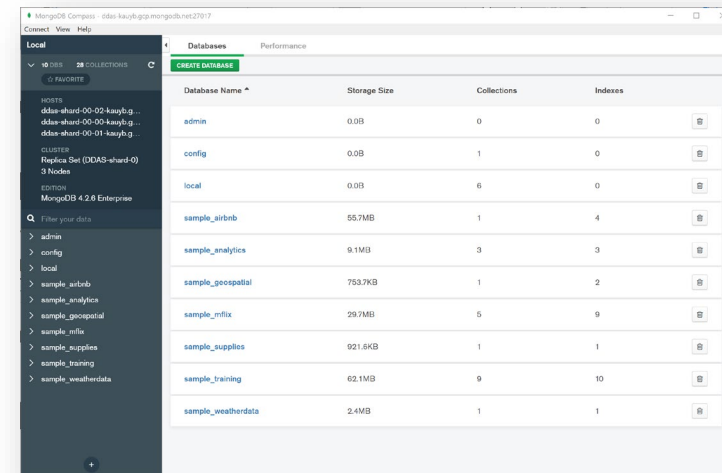 MongoDB Compass - ddas-kauyb.gcp.mongodb.net:27017
Connect View Help
Local
10 DBS 28 COLLECTIONS
FAVORITE
HOSTS
ddas-shard-00-02-kauyb.g...
ddas-shard-00-00-kauyb.g...
ddas-shard-00-01-kauyb.g...
CLUSTER
Replica Set (DDAS-shard-0)
3 Nodes
EDITION
MongoDB 4.2.6 Enterprise
Filter your data
admin
config
local
sample_airbnb
sample_analytics
sample_geospatial
sample_mflix
sample_supplies
sample_training
sample_weatherdata
Databases Performance
CREATE DATABASE
Database Name Storage Size Collections Indexes
admin 0.0B 0 0
config 0.0B 1 0
local 0.0B 6 0
sample_airbnb 55.7MB 1 4
sample_analytics 9.1MB 3 3
sample_geospatial 753.7KB 1 2
sample_mflix 29.7MB 5 9
sample_supplies 921.6KB 1 1
sample_training 62.1MB 9 10
sample_weatherdata 2.4MB 1 1